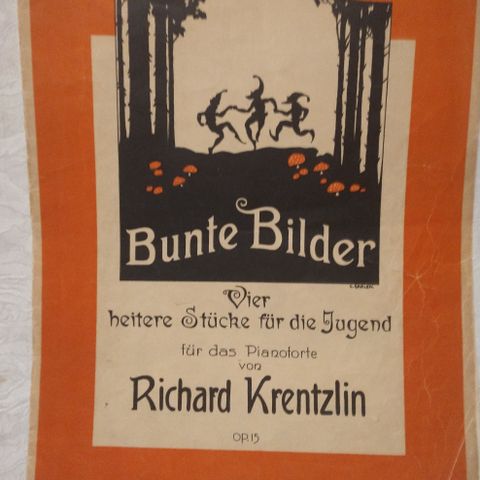 Bunte Bilder
Vier
heitere Stücke für die Jugend
für das Pianoforte
von
Richard Krentzlin
OP. 15